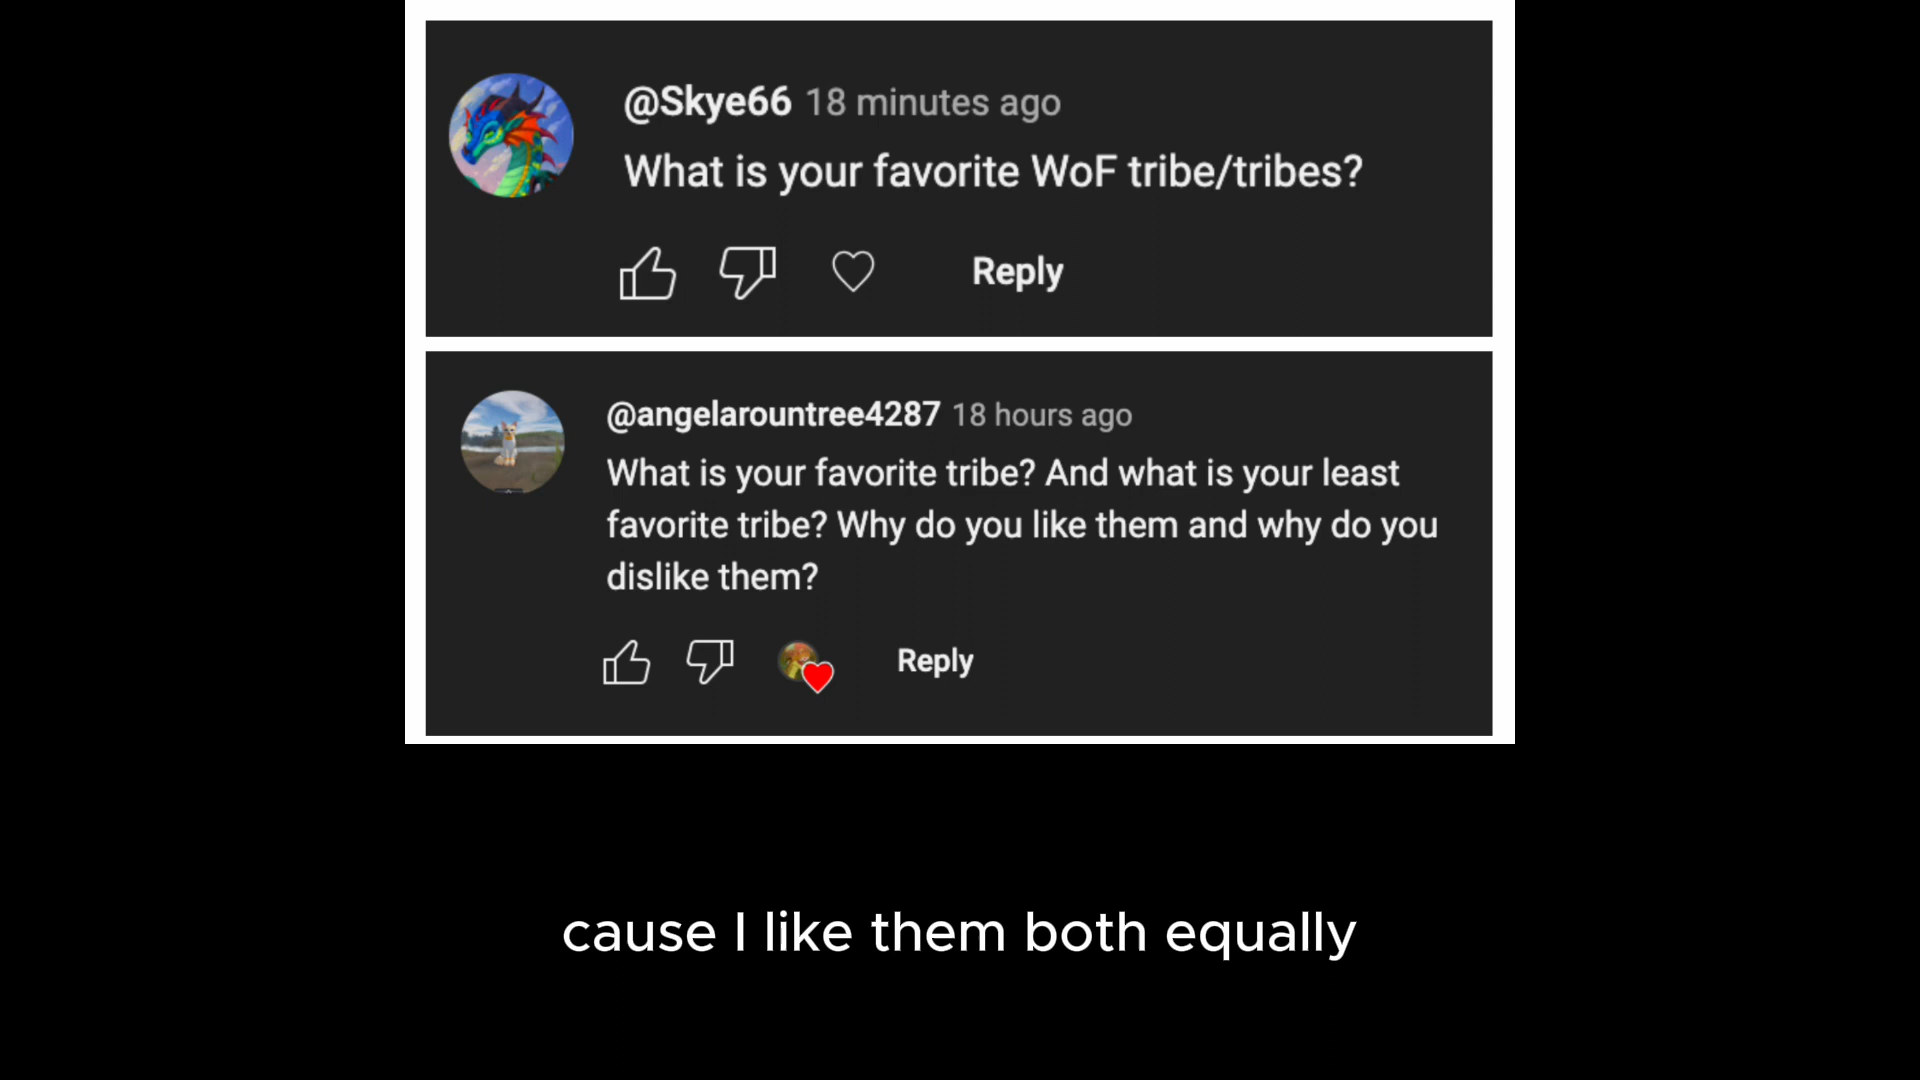 @Skye66 18 minutes ago
What is your favorite WoF tribe/tribes?
Reply
@angelarountree4287 18 hours ago
What is your favorite tribe? And what is your least
favorite tribe? Why do you like them and why do you
dislike them?
Reply
cause I like them both equally